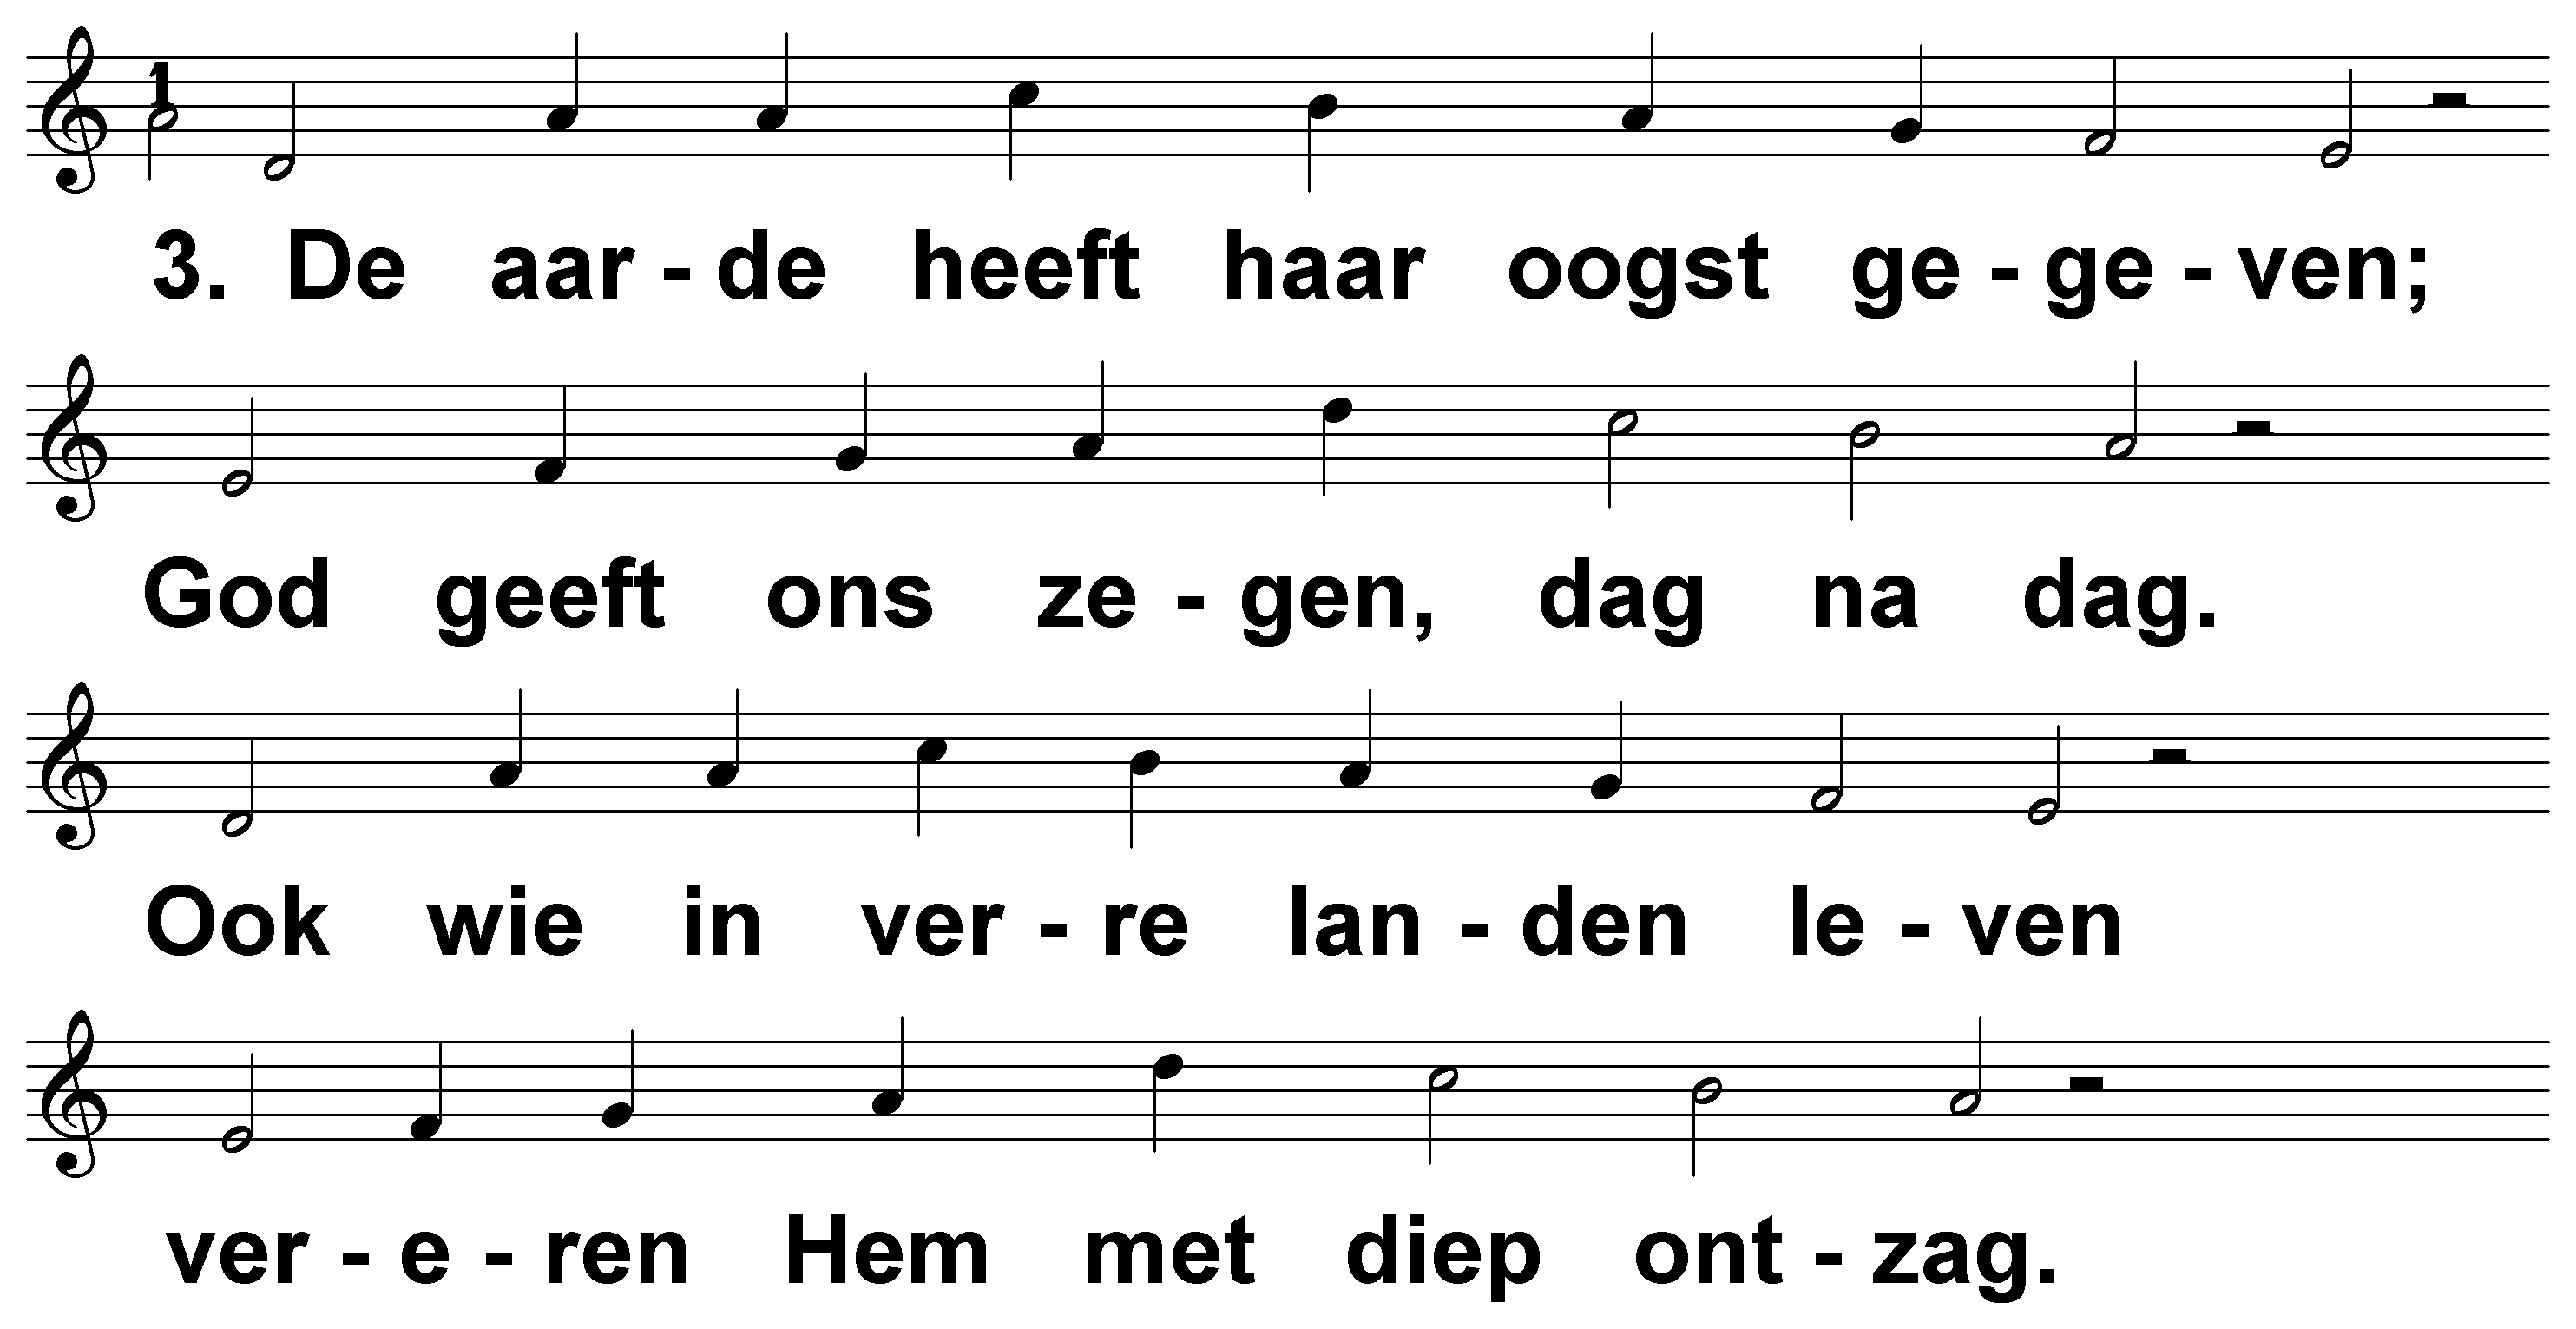 3. De aar - de heeft haar oogst ge - ge - ven;
God geeft ons ze - gen, dag na dag.
Ook wie in ver - re lan - den le - ven
ver - e - ren Hem met diep ont - zag.